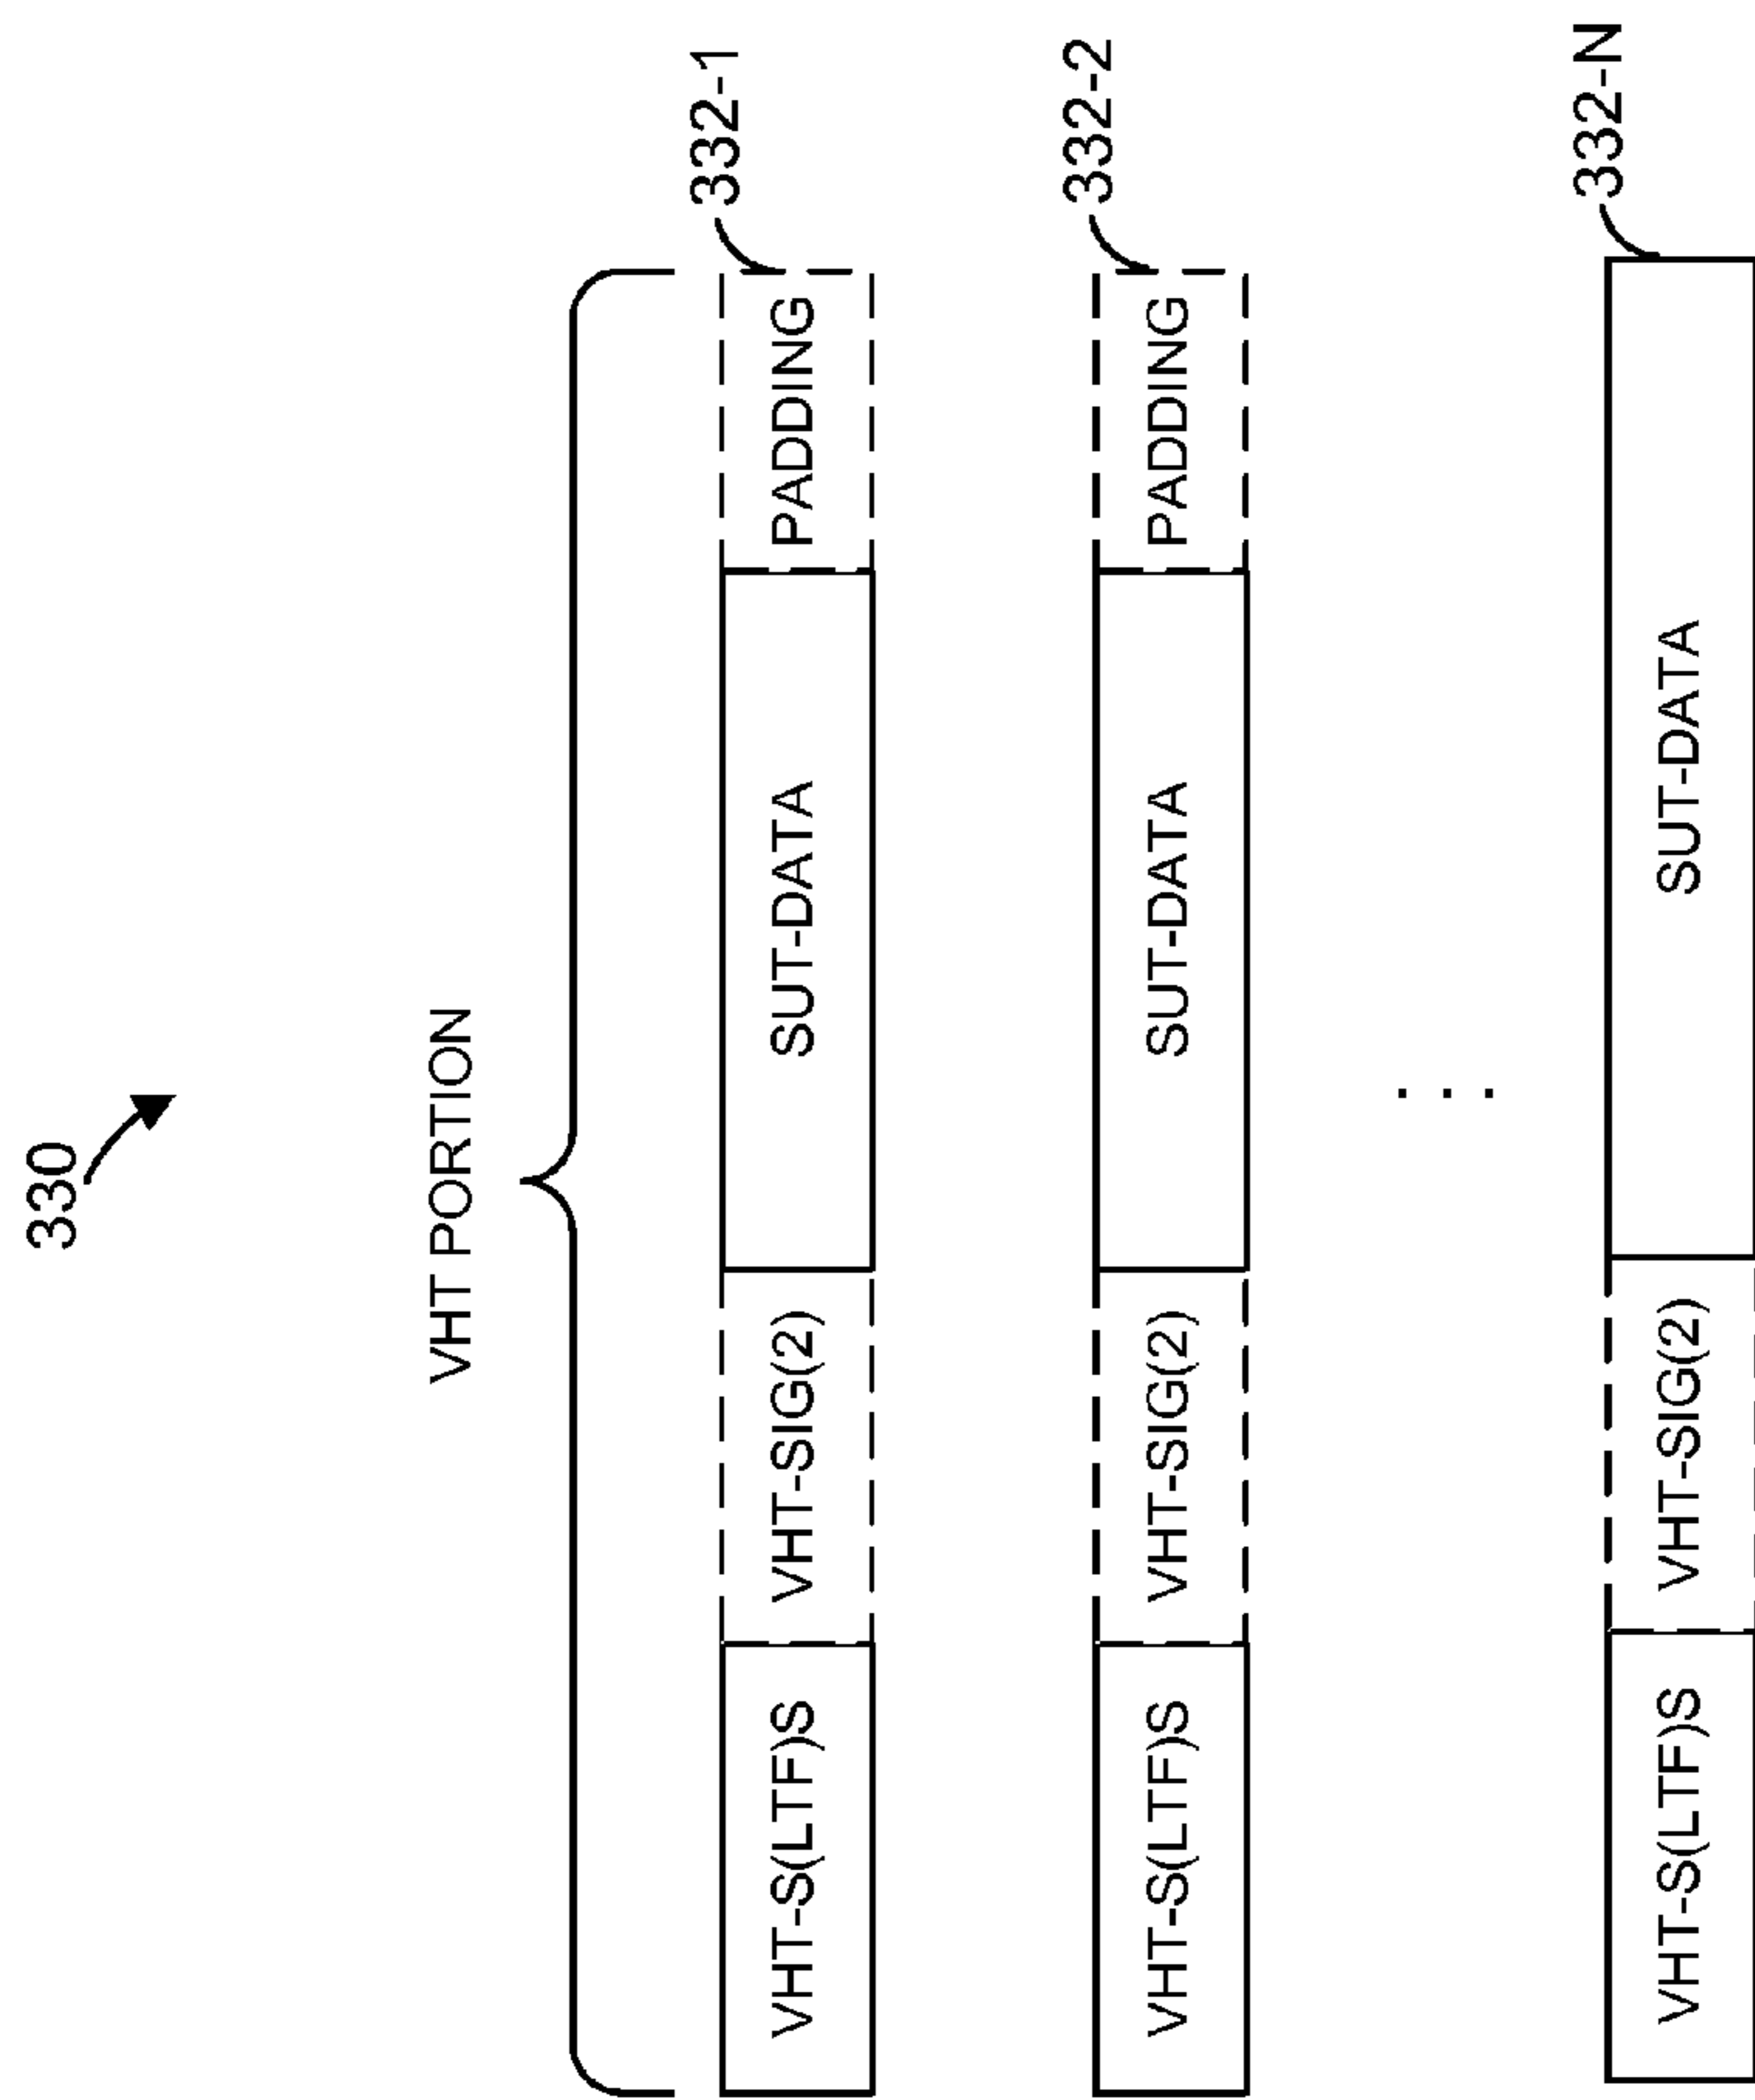 330
VHT PORTION
332-1
VHT-S(LTF)S VHT-SIG(2) SUT-DATA PADDING
332-2
VHT-S(LTF)S VHT-SIG(2) SUT-DATA PADDING
. . .
332-N
VHT-S(LTF)S VHT-SIG(2) SUT-DATA